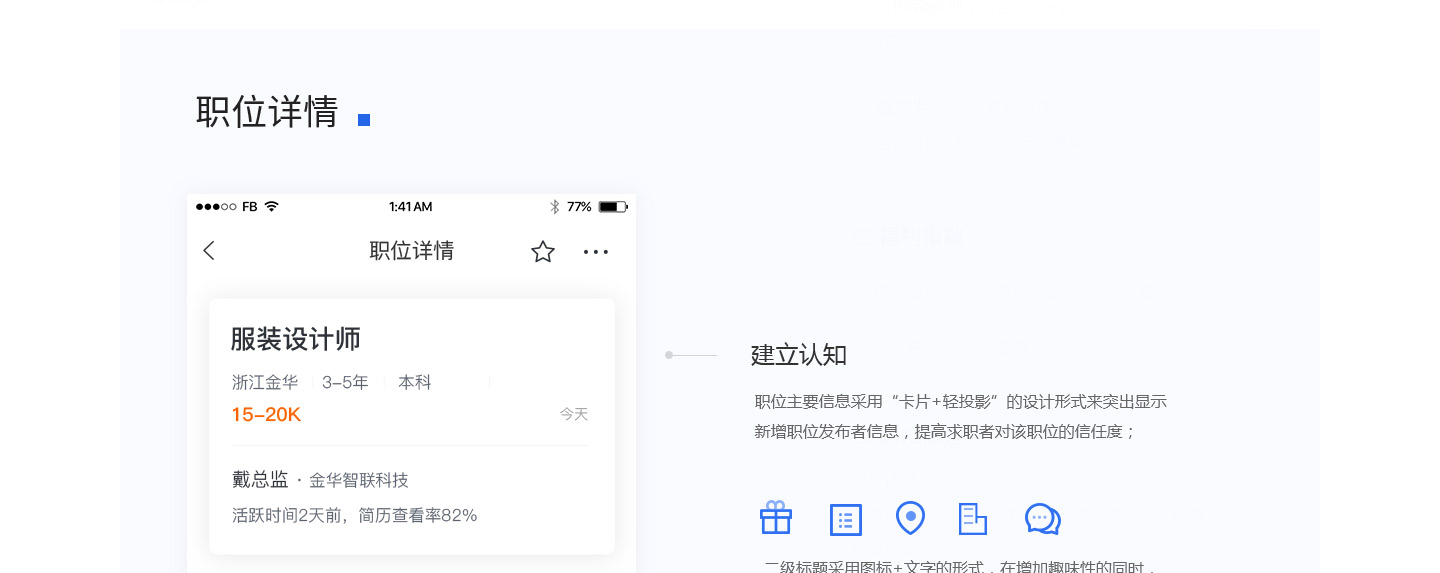 职位详情
FB 1:41 AM 77%
职位详情
服装设计师
浙江金华 3-5年 本科
15-20K 今天
戴总监 · 金华智联科技
活跃时间2天前，简历查看率82%
建立认知
职位主要信息采用“卡片+轻投影”的设计形式来突出显示
新增职位发布者信息，提高求职者对该职位的信任度；
二级标题采用图标+文字的形式，在增加趣味性的同时，